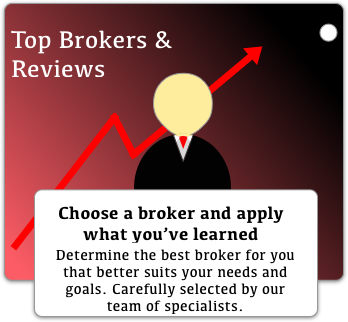 Top Brokers &
Reviews
Choose a broker and apply
what you’ve learned
Determine the best broker for you
that better suits your needs and
goals. Carefully selected by our
team of specialists.